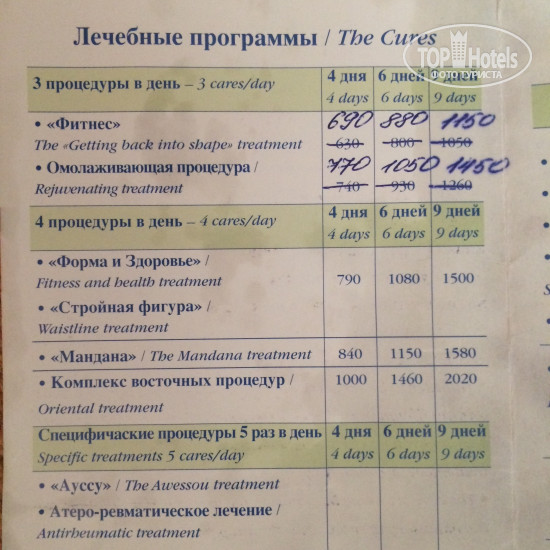 Лечебные программы / The Cures
TOP Hotels
ФОТО ТУРИСТА
3 процедуры в день – 3 cares/day 4 дня 6 дней 9 дней
4 days 6 days 9 days
• «Фитнес» 690 880 1150
The «Getting back into shape» treatment 630 800 1050
• Омолаживающая процедура / 770 1050 1450
Rejuvenating treatment 740 930 1260
4 процедуры в день – 4 cares/day 4 дня 6 дней 9 дней
4 days 6 days 9 days
• «Форма и Здоровье» /
Fitness and health treatment 790 1080 1500
• «Стройная фигура» /
Waistline treatment
• «Мандана» / The Mandana treatment 840 1150 1580
• Комплекс восточных процедур / 1000 1460 2020
Oriental treatment
Специфичаские процедуры 5 раз в день 4 дня 6 дней 9 дней
Specific treatments 5 cares/day 4 days 6 days 9 days
• «Ауссу» / The Awessou treatment
• Атеро-ревматическое лечение /
Antirheumatic treatment